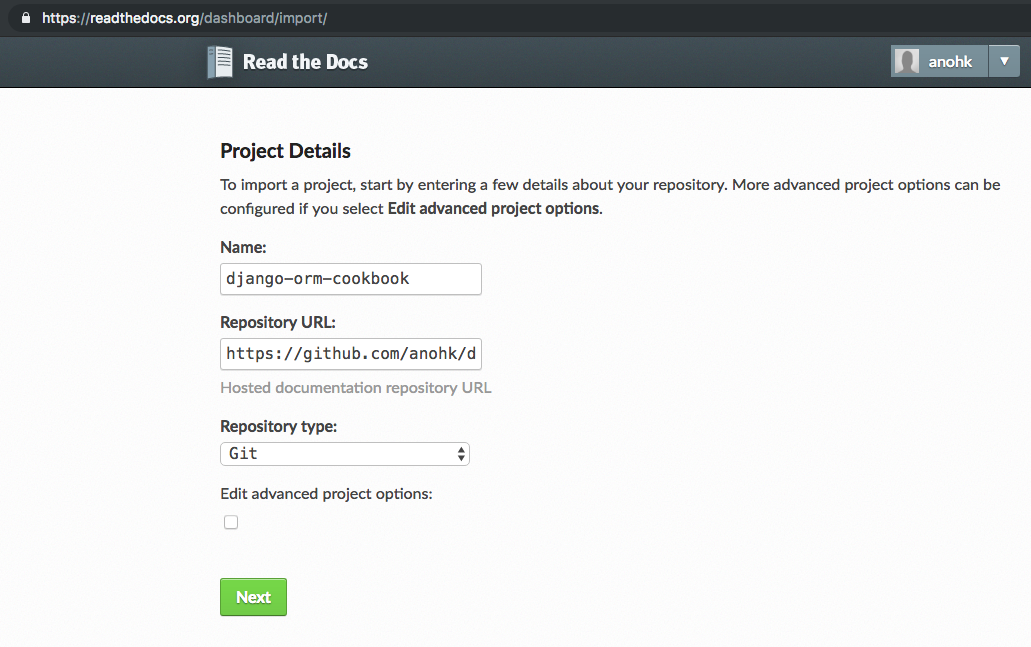 https://readthedocs.org/dashboard/import/
Read the Docs
anohk
Project Details
To import a project, start by entering a few details about your repository. More advanced project options can be
configured if you select Edit advanced project options.
Name:
django-orm-cookbook
Repository URL:
https://github.com/anohk/d
Hosted documentation repository URL
Repository type:
Git
Edit advanced project options:
Next